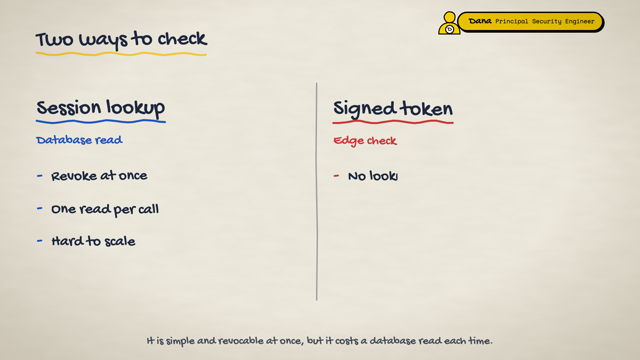 Two ways to check
Dana Principal Security Engineer
Session lookup
Database read
- Revoke at once
- One read per call
- Hard to scale
Signed token
Edge check
- No look
It is simple and revocable at once, but it costs a database read each time.